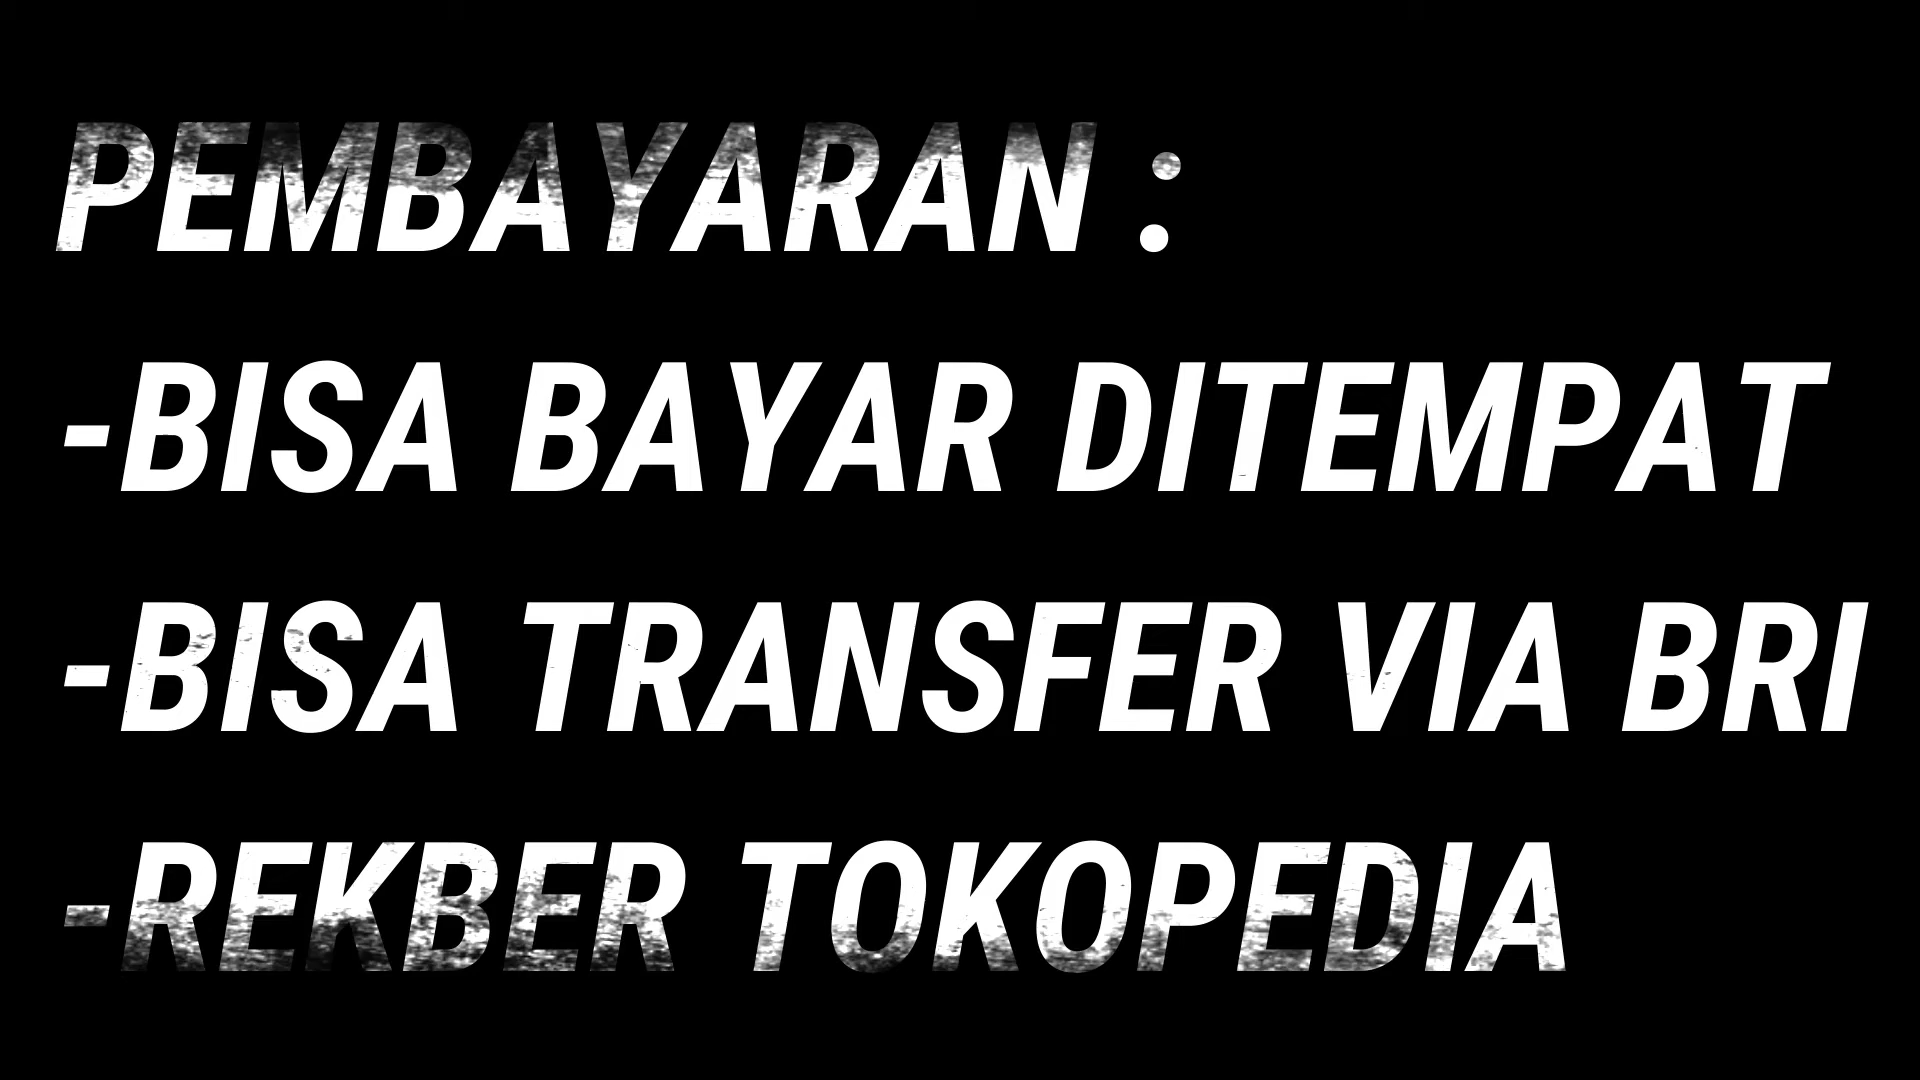 PEMBAYARAN :
-BISA BAYAR DITEMPAT
-BISA TRANSFER VIA BRI
-REKBER TOKOPEDIA